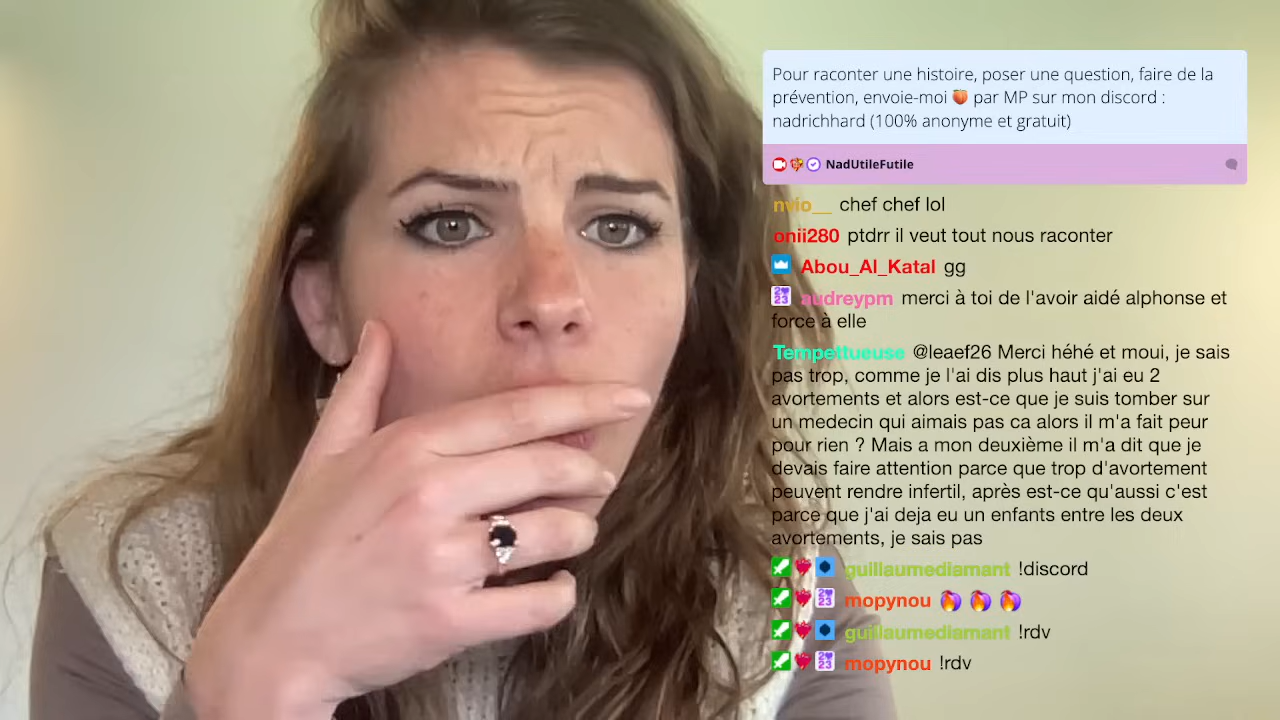 Pour raconter une histoire, poser une question, faire de la
prévention, envoie-moi 🍑 par MP sur mon discord :
nadrichhard (100% anonyme et gratuit)
NadUtileFutile
nvio__ chef chef lol
onii280 ptdrr il veut tout nous raconter
Abou_Al_Katal gg
audreypm merci à toi de l'avoir aidé alphonse et
force à elle
Tempettueuse @leaef26 Merci héhé et moui, je sais
pas trop, comme je l'ai dis plus haut j'ai eu 2
avortements et alors est-ce que je suis tomber sur
un medecin qui aimais pas ca alors il m'a fait peur
pour rien ? Mais a mon deuxième il m'a dit que je
devais faire attention parce que trop d'avortement
peuvent rendre infertil, après est-ce qu'aussi c'est
parce que j'ai deja eu un enfants entre les deux
avortements, je sais pas
guillaumediamant !discord
mopynou
guillaumediamant !rdv
mopynou !rdv